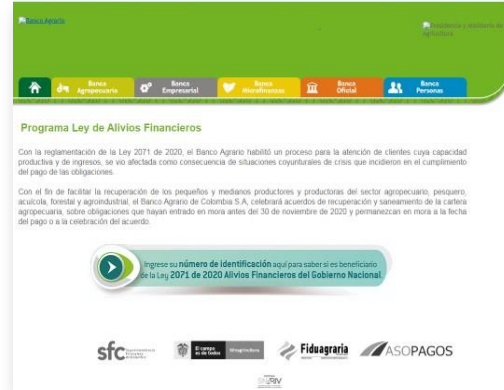 Banco Agrario
Presidencia y ministerio de
agricultura
Banca
Agropecuaria
Banca
Empresarial
Banca
Microfinanzas
Banca
Oficial
Banca
Personas
Programa Ley de Alivios Financieros
Con la reglamentación de la Ley 2071 de 2020, el Banco Agrario habilitó un proceso para la atención de clientes cuya capacidad
productiva y de ingresos, se vio afectada como consecuencia de situaciones coyunturales de crisis que incidieron en el cumplimiento
del pago de las obligaciones.
Con el fin de facilitar la recuperación de los pequeños y medianos productores y productoras del sector agropecuario, pesquero,
acuícola, forestal y agroindustrial, el Banco Agrario de Colombia S.A, celebrará acuerdos de recuperación y saneamiento de la cartera
agropecuaria, sobre obligaciones que hayan entrado en mora antes del 30 de noviembre de 2020 y permanezcan en mora a la fecha
del pago o a la celebración del acuerdo.
Ingrese su número de identificación aquí para saber si es beneficiario
de la Ley 2071 de 2020 Alivios Financieros del Gobierno Nacional.
sfc
El campo
es de todos
Minagricultura
Fiduagraria
ASOPAGOS